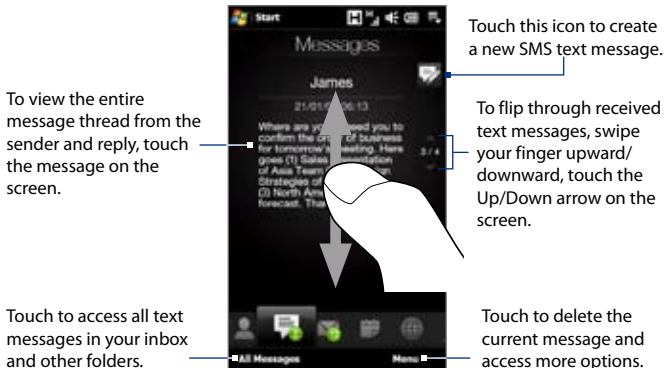 Start
Messages
James
21/01/
06:13
Where are you
need you to
confirm the
of business
for tomorrow's
Here
goes (1) Sales
of Asia Team
Strategies of
(3) North
forecast.
3 / 4
All Messages
Menu
Touch this icon to create
a new SMS text message.
To view the entire
message thread from the
sender and reply, touch
the message on the
screen.
To flip through received
text messages, swipe
your finger upward/
downward, touch the
Up/Down arrow on the
screen.
Touch to access all text
messages in your inbox
and other folders.
Touch to delete the
current message and
access more options.